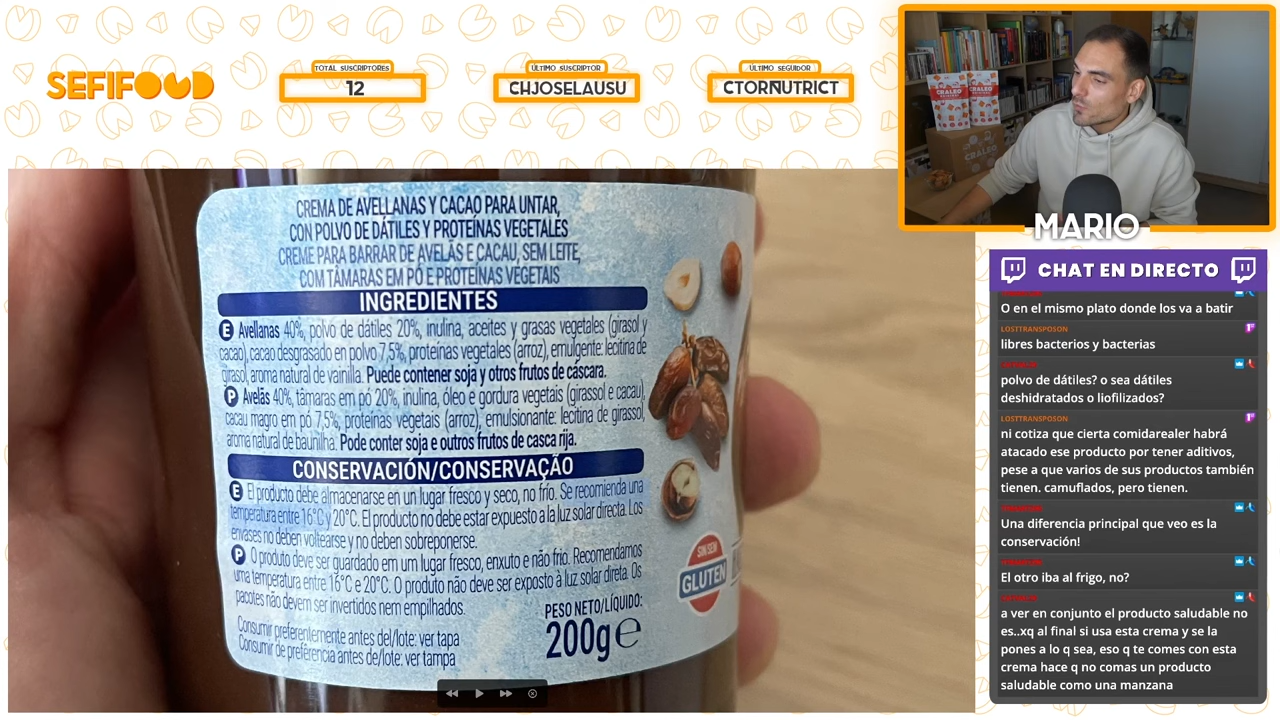 SEFIFOOD
TOTAL SUSCRIPTORES
12
ÚLTIMO SUSCRIPTOR
CHJOSELAUSU
ÚLTIMO SEGUIDOR
CTORNUTRICT
CRALEO
CRALEO
CRALEO
MARIO
CREMA DE AVELLANAS Y CACAO PARA UNTAR,
CON POLVO DE DÁTILES Y PROTEÍNAS VEGETALES
CREME PARA BARRAR DE AVELÃS E CACAU, SEM LEITE,
COM TÂMARAS EM PÓ E PROTEÍNAS VEGETAIS
INGREDIENTES
E Avellanas 40%, polvo de dátiles 20%, inulina, aceites y grasas vegetales (girasol y
cacao), cacao desgrasado en polvo 7,5%, proteínas vegetales (arroz), emulgente: lecitina de
girasol, aroma natural de vainilla. Puede contener soja y otros frutos de cáscara.
P Avelãs 40%, tâmaras em pó 20%, inulina, óleo e gordura vegetais (girassol e cacau),
cacau magro em pó 7,5%, proteínas vegetais (arroz), emulsionante: lecitina de girassol,
aroma natural de baunilha. Pode conter soja e outros frutos de casca rija.
CONSERVACIÓN/CONSERVAÇÃO
E El producto debe almacenarse en un lugar fresco y seco, no frío. Se recomienda una
temperatura entre 16°C y 20°C. El producto no debe estar expuesto a la luz solar directa. Los
envases no deben voltearse y no deben sobreponerse.
P O produto deve ser guardado em um lugar fresco, enxuto e não frio. Recomendamos
uma temperatura entre 16°C e 20°C. O produto não deve ser exposto à luz solar direta. Os
pacotes não devem ser invertidos nem empilhados.
Consumir preferentemente antes del/lote: ver tapa
Consumir de preferência antes de/lote: ver tampa
PESO NETO/LÍQUIDO:
200g e
SIN SEM
GLUTEN
CHAT EN DIRECTO
O en el mismo plato donde los va a batir
LOSTTRANSPOSON
libres bacterios y bacterias
polvo de dátiles? o sea dátiles
deshidratados o liofilizados?
LOSTTRANSPOSON
ni cotiza que cierta comidarealer habrá
atacado ese producto por tener aditivos,
pese a que varios de sus productos también
tienen. camuflados, pero tienen.
Una diferencia principal que veo es la
conservación!
El otro iba al frigo, no?
a ver en conjunto el producto saludable no
es..xq al final si usa esta crema y se la
pones a lo q sea, eso q te comes con esta
crema hace q no comas un producto
saludable como una manzana